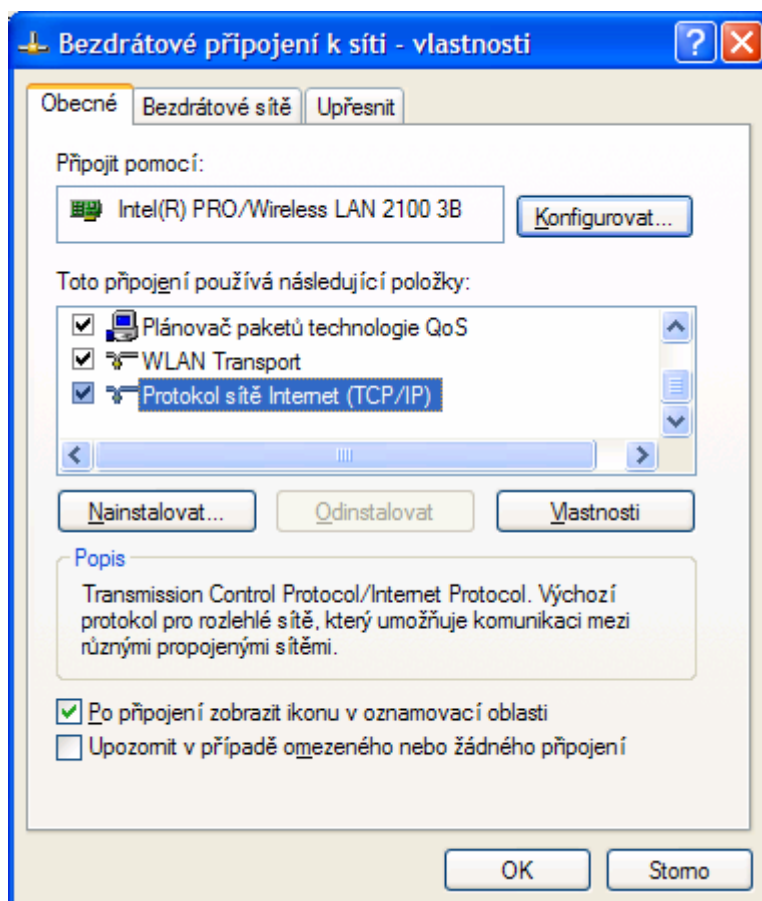 Bezdrátové připojení k síti - vlastnosti
Obecné
Bezdrátové sítě
Upřesnit
Připojit pomocí:
Intel(R) PRO/Wireless LAN 2100 3B
Konfigurovat...
Toto připojení používá následující položky:
Plánovač paketů technologie QoS
WLAN Transport
Protokol sítě Internet (TCP/IP)
Nainstalovat...
Odinstalovat
Vlastnosti
Popis
Transmission Control Protocol/Internet Protocol. Výchozí
protokol pro rozlehlé sítě, který umožňuje komunikaci mezi
různými propojenými sítěmi.
Po připojení zobrazit ikonu v oznamovací oblasti
Upozornit v případě omezeného nebo žádného připojení
OK
Storno